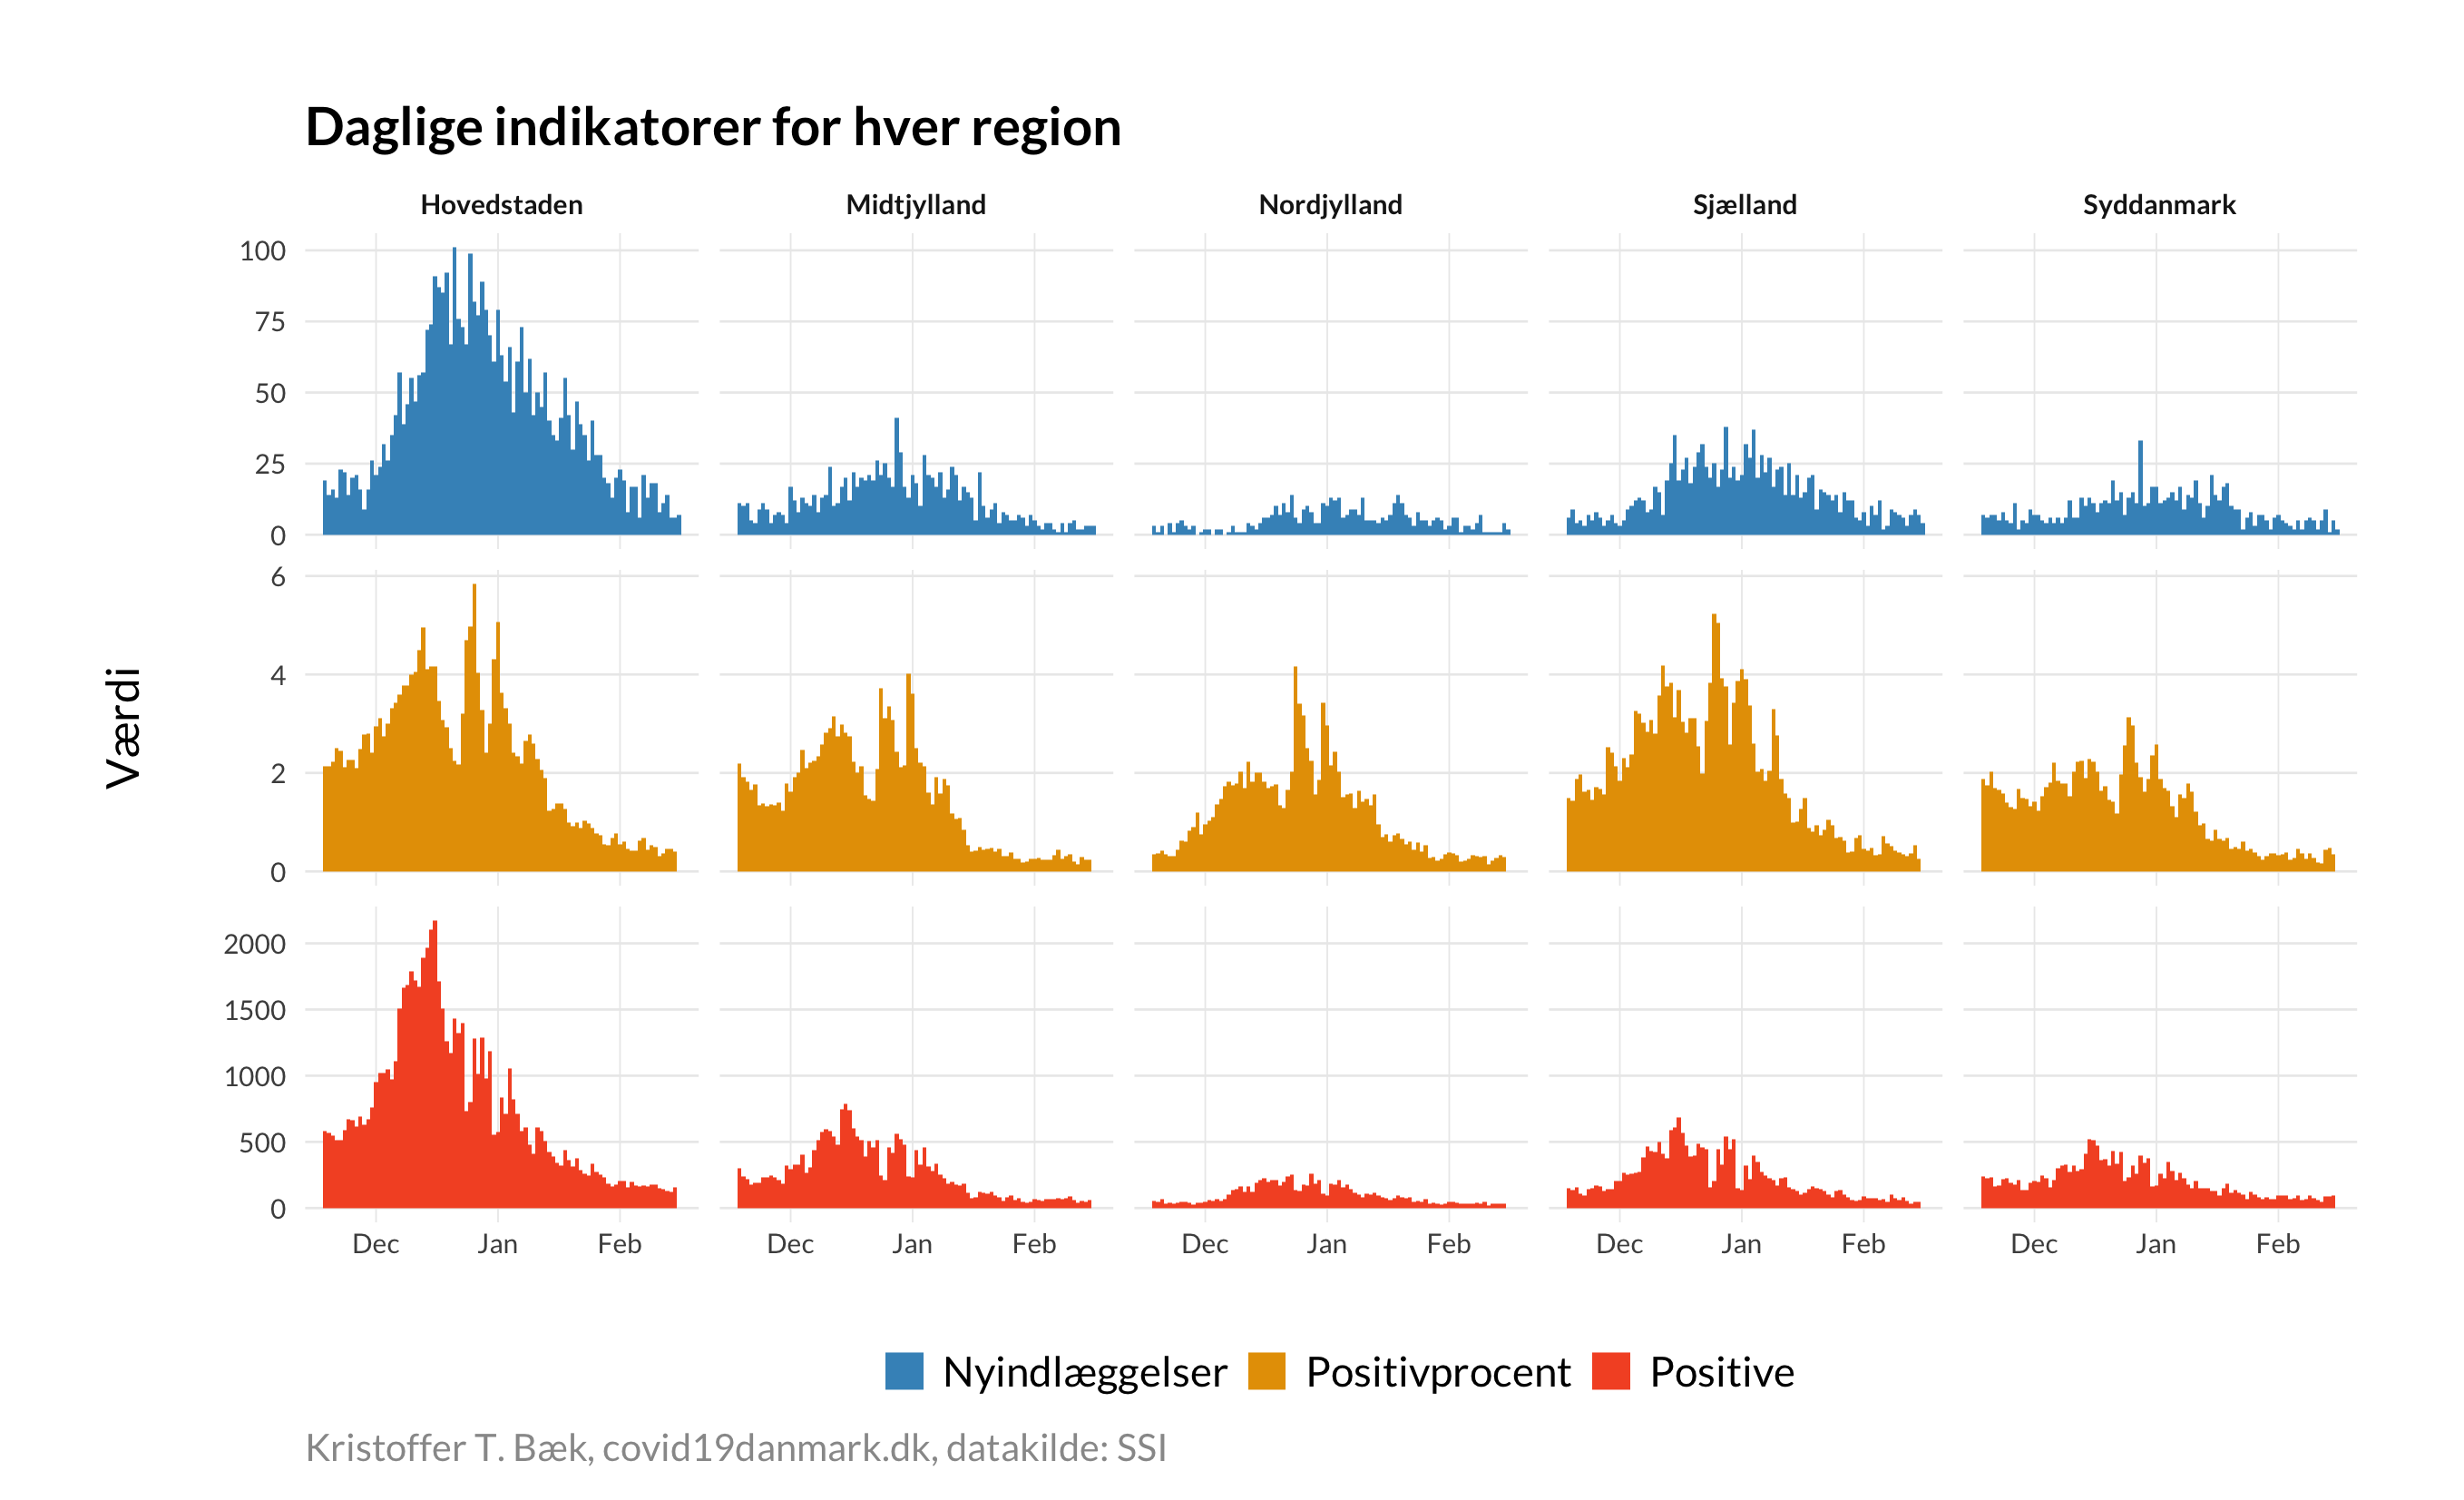 Daglige indikatorer for hver region
Hovedstaden Midtjylland Nordjylland Sjælland Syddanmark
100
75
50
25
0
6
4
2
0
2000
1500
1000
500
0
Værdi
Dec Jan Feb Dec Jan Feb Dec Jan Feb Dec Jan Feb Dec Jan Feb
Nyindlæggelser Positivprocent Positive
Kristoffer T. Bæk, covid19danmark.dk, datakilde: SSI